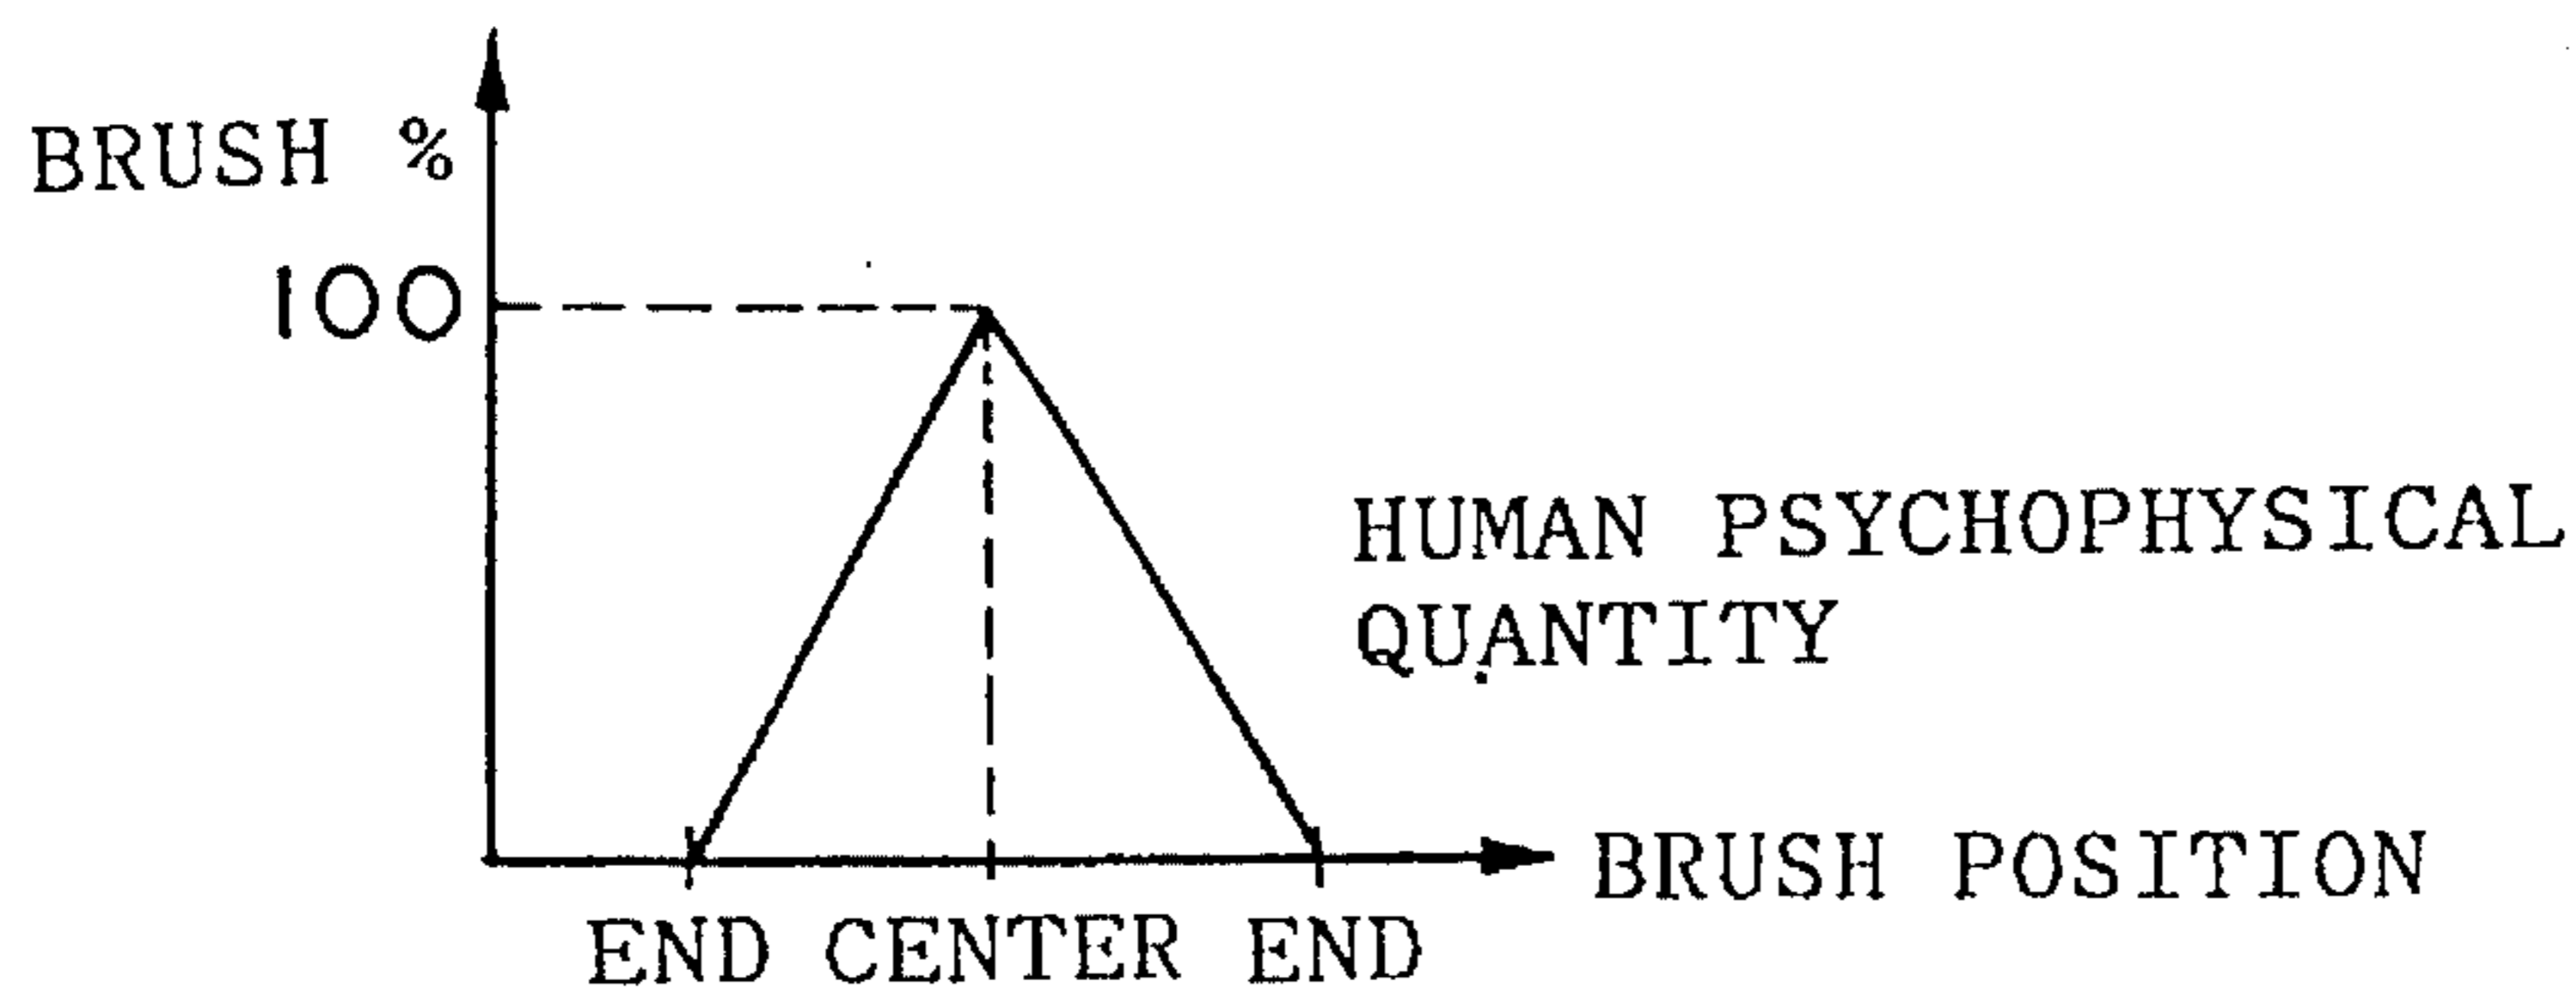 BRUSH %
100
HUMAN PSYCHOPHYSICAL
QUANTITY
BRUSH POSITION
END CENTER END